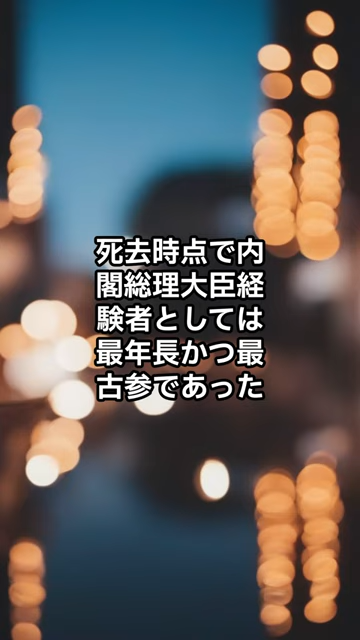 死去時点で内
閣総理大臣経
験者としては
最年長かつ最
古参であった